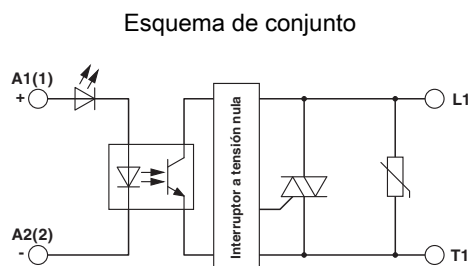 Esquema de conjunto
A1(1)
+
A2(2)
-
Interruptor a tensión nula
L1
T1